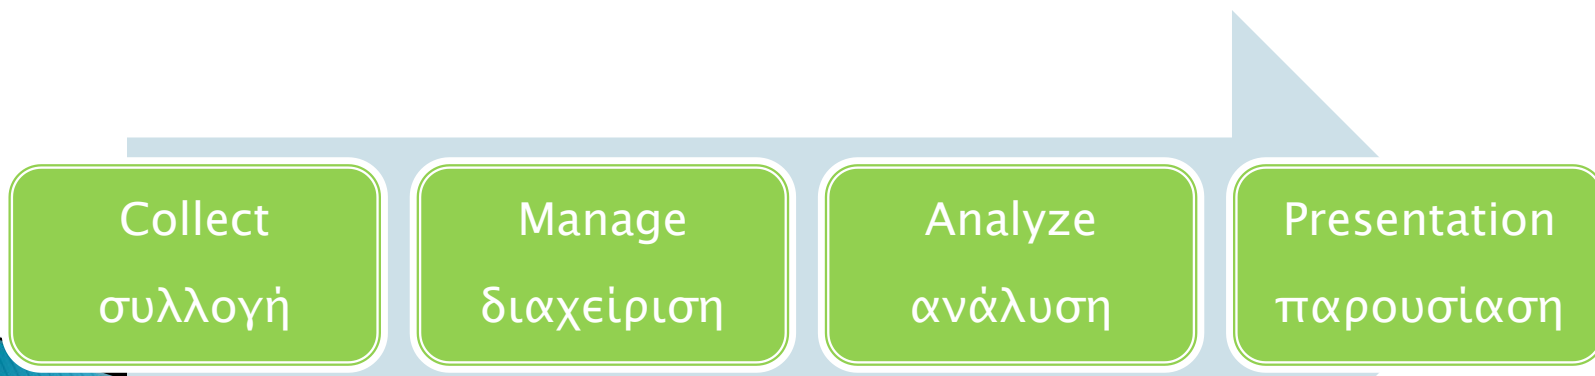 Collect
συλλογή
Manage
διαχείριση
Analyze
ανάλυση
Presentation
παρουσίαση